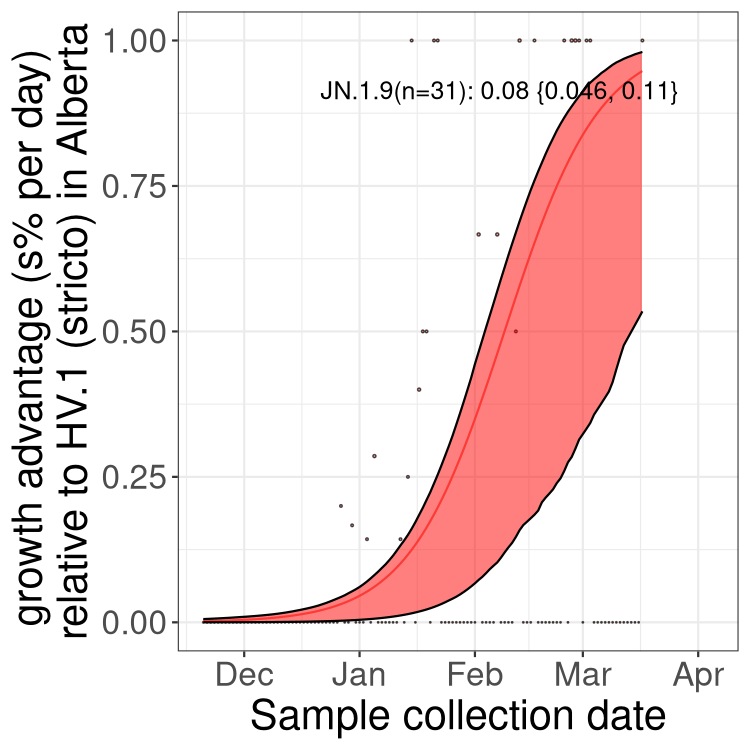 growth advantage (s% per day)
relative to HV.1 (stricto) in Alberta
1.00
0.75
0.50
0.25
0.00
JN.1.9(n=31): 0.08 {0.046, 0.11}
Dec Jan Feb Mar Apr
Sample collection date